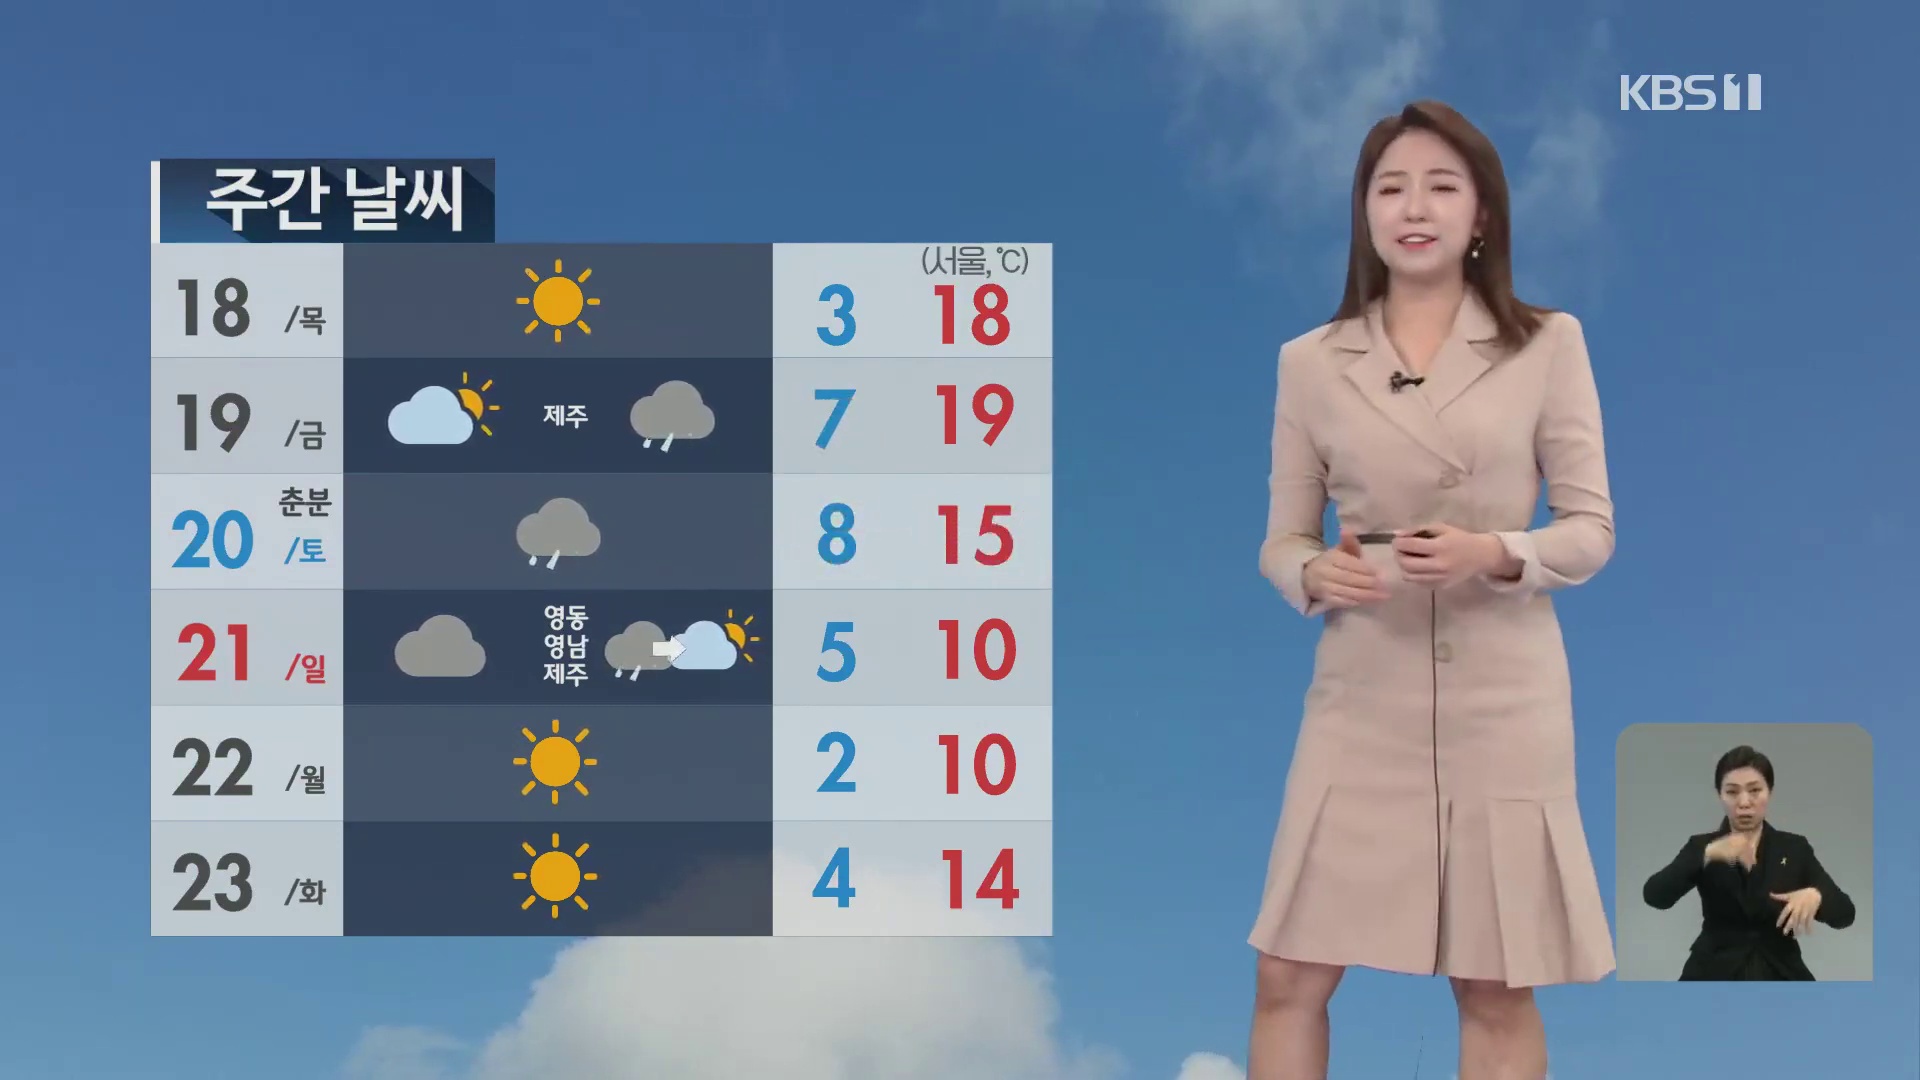 KBS 1
주간 날씨
(서울, ℃)
18 /목 3 18
19 /금 제주 7 19
춘분
20 /토 8 15
21 /일 영동 영남 제주 5 10
22 /월 2 10
23 /화 4 14